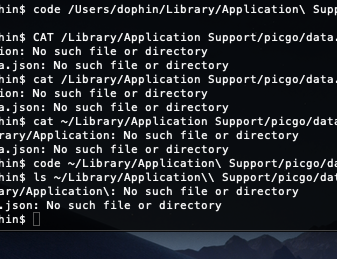 hin$ code /Users/dophin/Library/Application\ Supp
hin$ CAT /Library/Application Support/picgo/data.
ion: No such file or directory
a.json: No such file or directory
hin$ cat /Library/Application Support/picgo/data.
ion: No such file or directory
a.json: No such file or directory
hin$ cat ~/Library/Application Support/picgo/data
rary/Application: No such file or directory
a.json: No such file or directory
hin$ code ~/Library/Application\ Support/picgo/da
hin$ ls ~/Library/Application\\ Support/picgo/dat
ary/Application\: No such file or directory
.json: No such file or directory
hin$